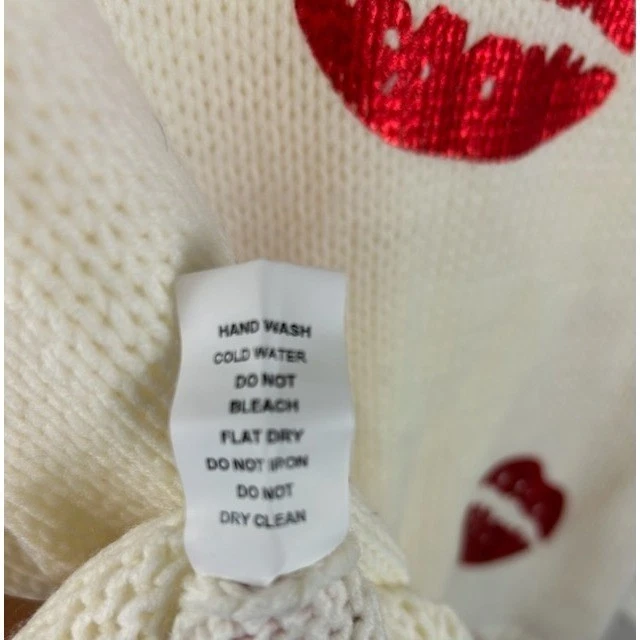 HAND WASH
COLD WATER
DO NOT
BLEACH
FLAT DRY
DO NOT IRON
DO NOT
DRY CLEAN